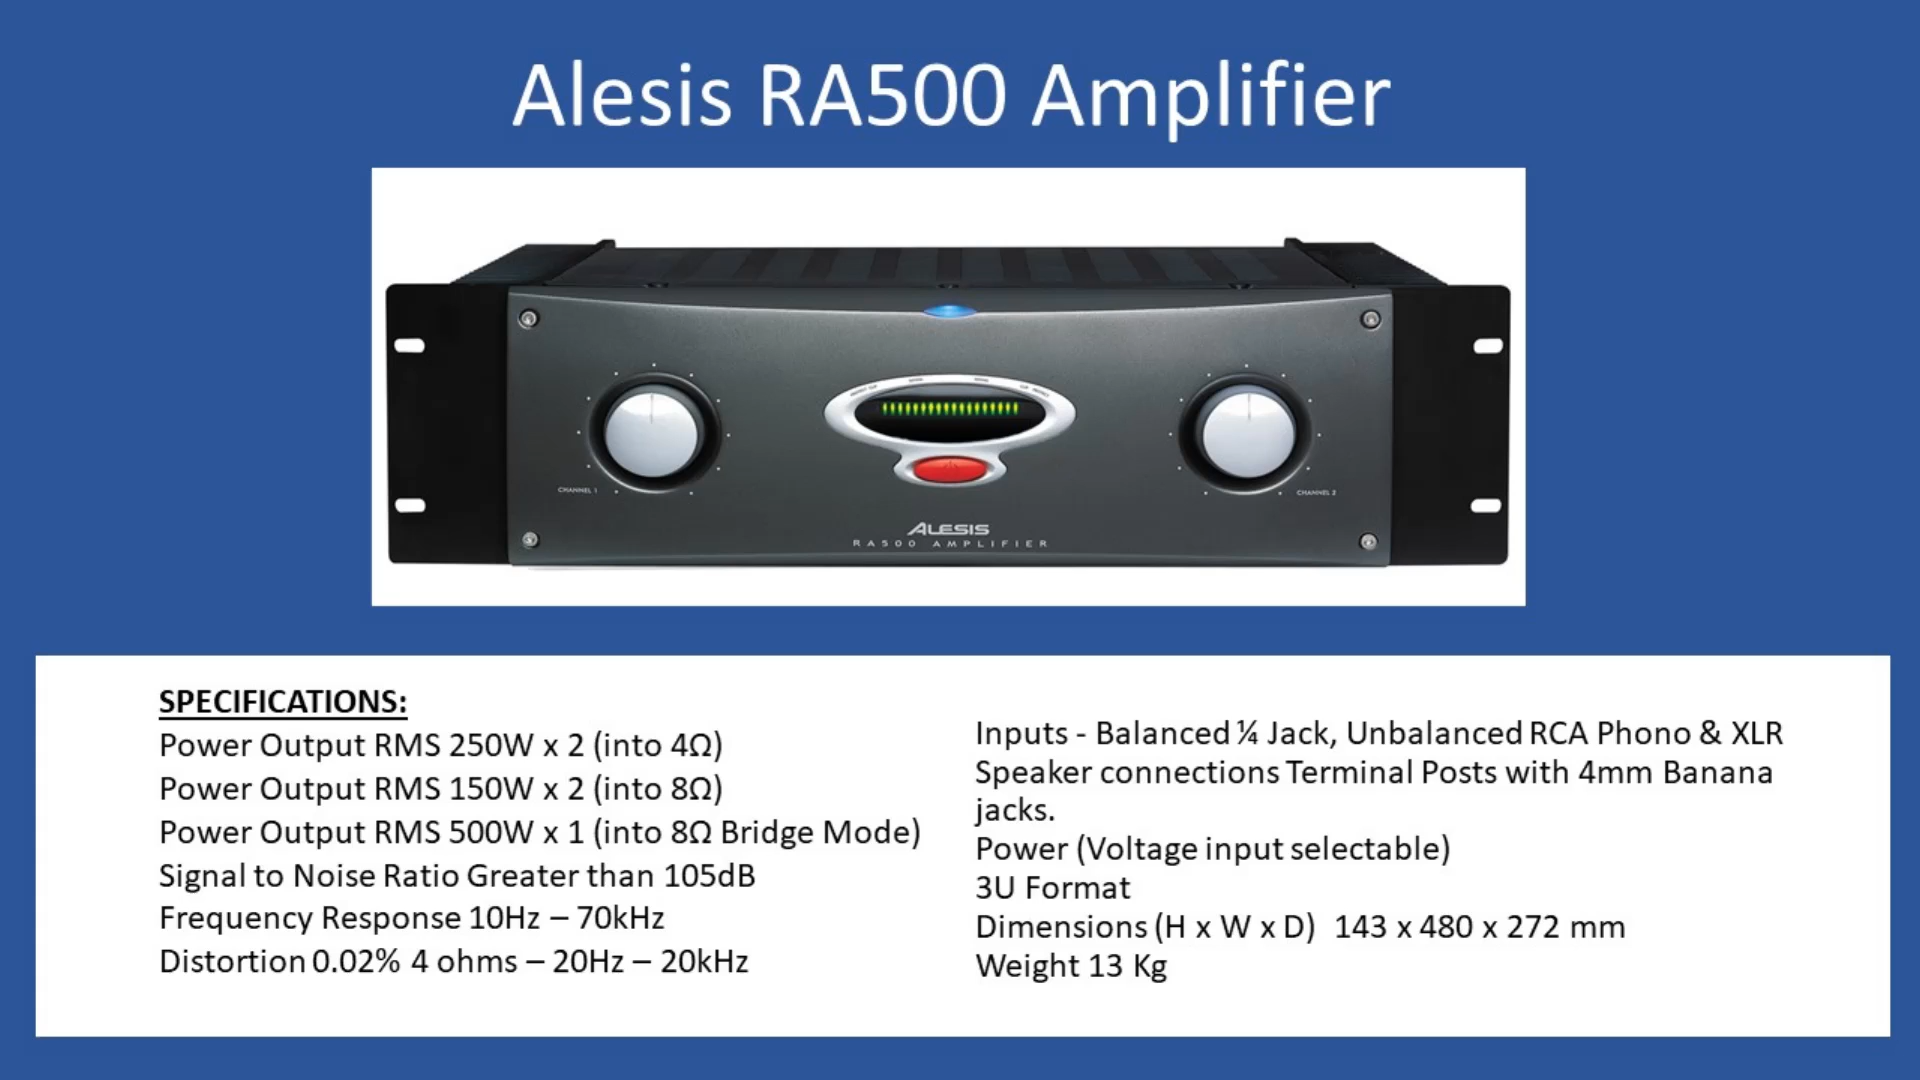 Alesis RA500 Amplifier
CHANNEL 1
CHANNEL 2
ALESIS
RA500 AMPLIFIER
SPECIFICATIONS:
Power Output RMS 250W x 2 (into 4Ω)
Power Output RMS 150W x 2 (into 8Ω)
Power Output RMS 500W x 1 (into 8Ω Bridge Mode)
Signal to Noise Ratio Greater than 105dB
Frequency Response 10Hz – 70kHz
Distortion 0.02% 4 ohms – 20Hz – 20kHz
Inputs - Balanced ¼ Jack, Unbalanced RCA Phono & XLR
Speaker connections Terminal Posts with 4mm Banana
jacks.
Power (Voltage input selectable)
3U Format
Dimensions (H x W x D) 143 x 480 x 272 mm
Weight 13 Kg